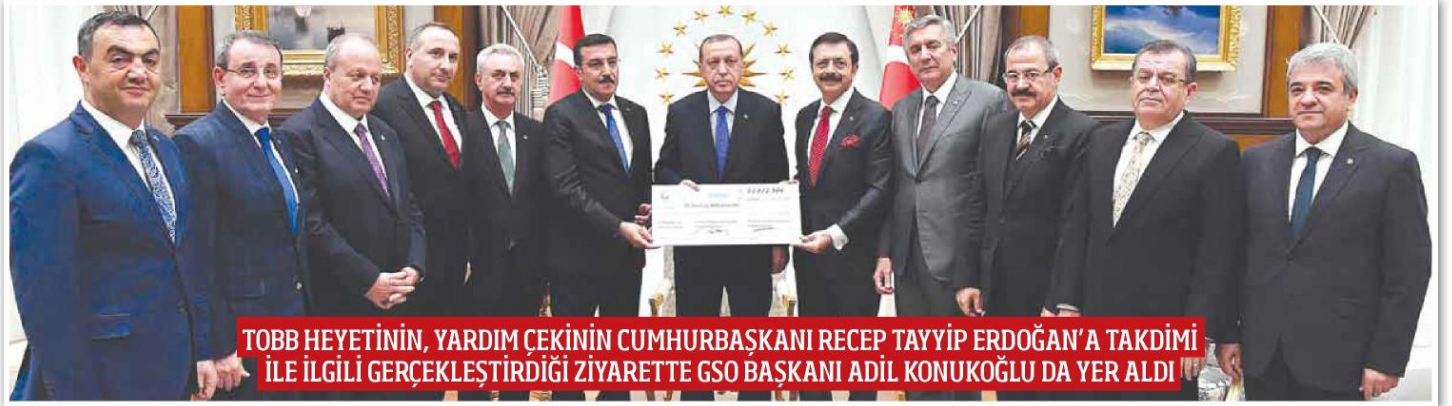 TOBB HEYETİNİN, YARDIM ÇEKİNİN CUMHURBAŞKANI RECEP TAYYİP ERDOĞAN'A TAKDİMİ
İLE İLGİLİ GERÇEKLEŞTİRDİĞİ ZİYARETTE GSO BAŞKANI ADİL KONUKOĞLU DA YER ALDI